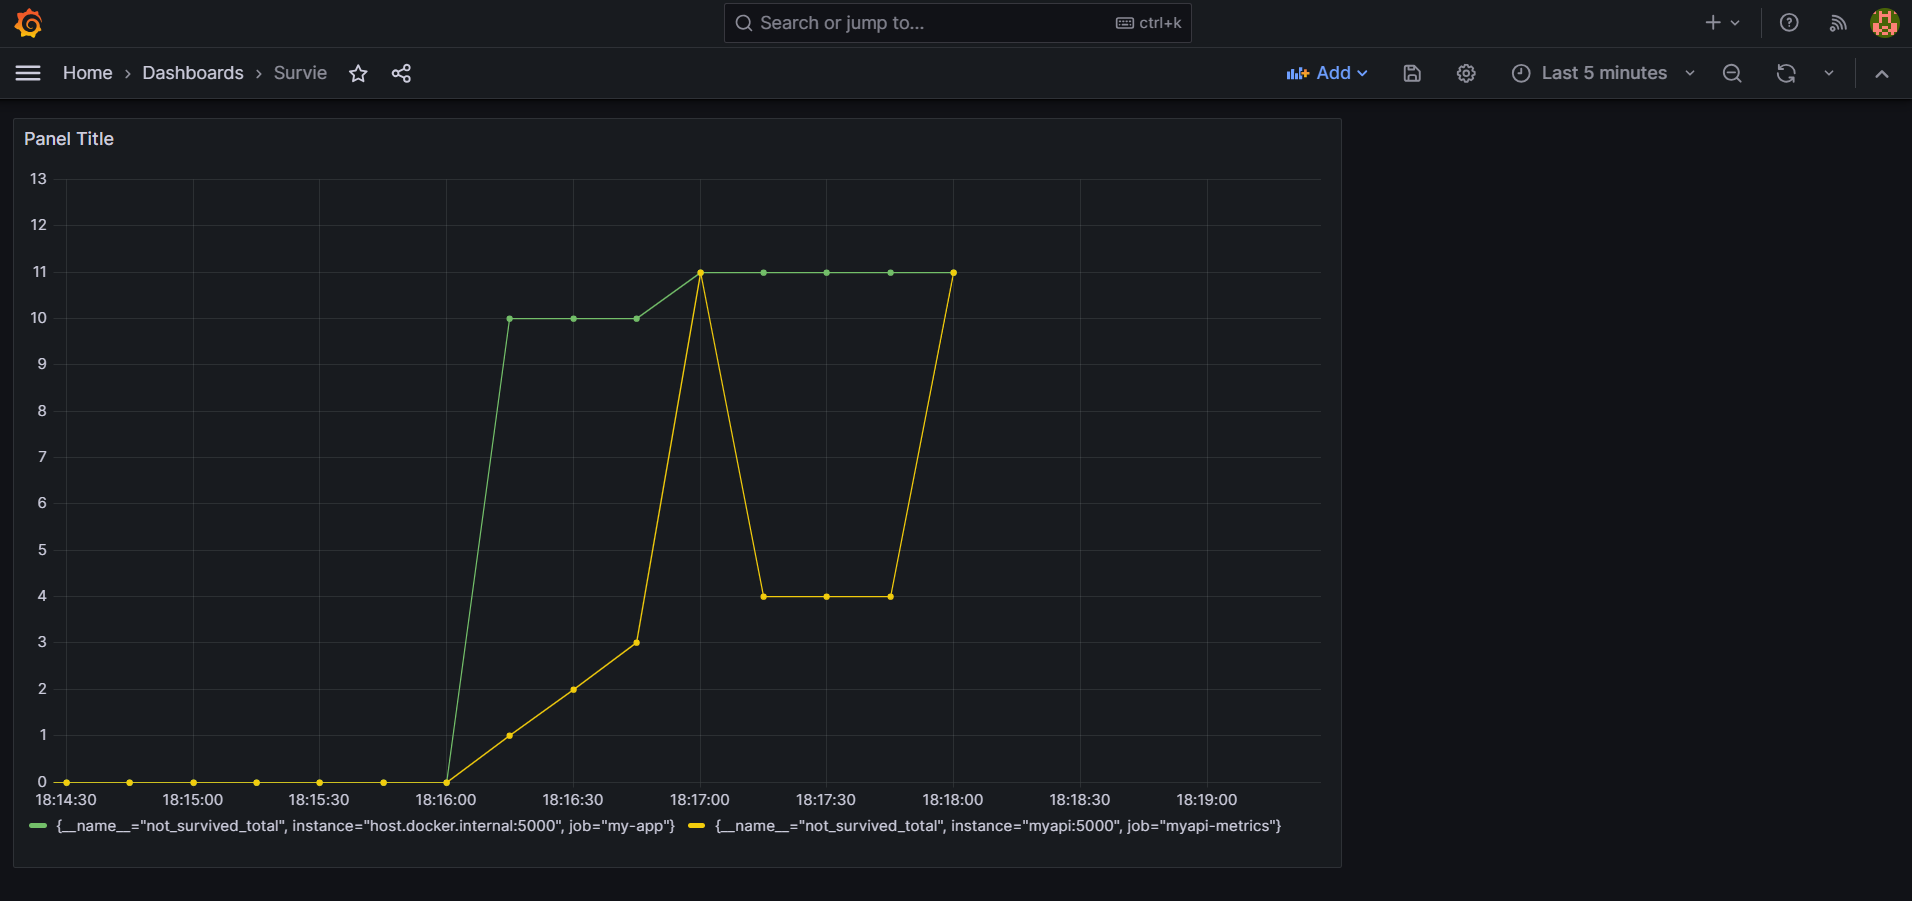 Search or jump to... ctrl+k
Home › Dashboards › Survie Add Last 5 minutes
Panel Title
13
12
11
10
9
8
7
6
5
4
3
2
1
0
18:14:30 18:15:00 18:15:30 18:16:00 18:16:30 18:17:00 18:17:30 18:18:00 18:18:30 18:19:00
{__name__="not_survived_total", instance="host.docker.internal:5000", job="my-app"} {__name__="not_survived_total", instance="myapi:5000", job="myapi-metrics"}